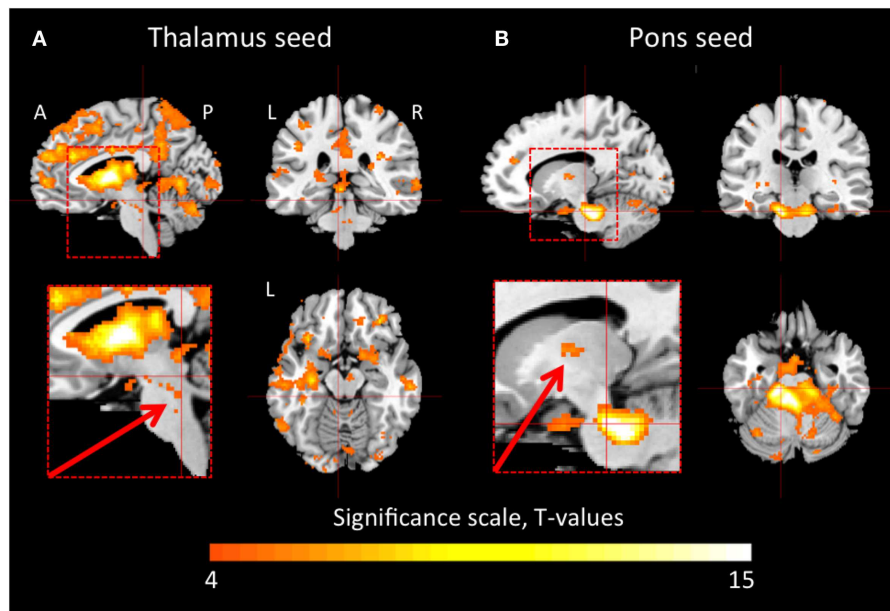 A Thalamus seed
B Pons seed
A P L R
L
Significance scale, T-values
4 15